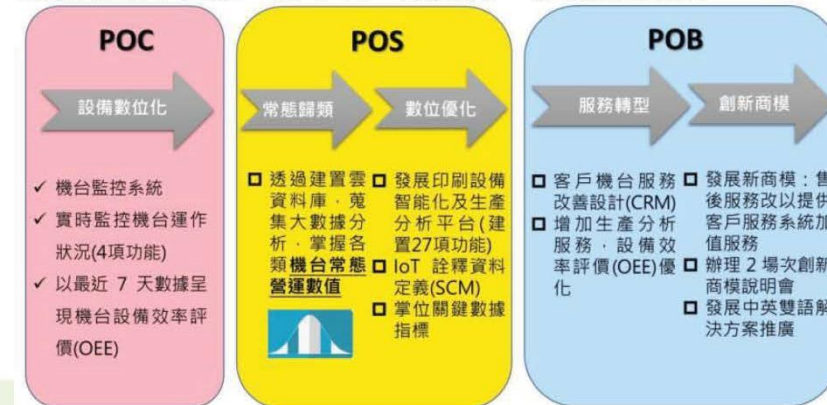 POC
設備數位化
✓ 機台監控系統
✓ 實時監控機台運作
狀況(4項功能)
✓ 以最近 7 天數據呈
現機台設備效率評
價(OEE)
POS
常態歸類
數位優化
透過建置雲
資料庫，蒐
集大數據分
析，掌握各
類機台常態
營運數值
發展印刷設備
智能化及生產
分析平台(建
置27項功能)
IoT 詮釋資料
定義(SCM)
掌位關鍵數據
指標
POB
服務轉型
創新商模
客戶機台服務
改善設計(CRM)
增加生產分析
服務，設備效
率評價(OEE)優
化
發展新商模：售
後服務改以提供
客戶服務系統加
值服務
辦理 2 場次創新
商模說明會
發展中英雙語解
決方案推廣